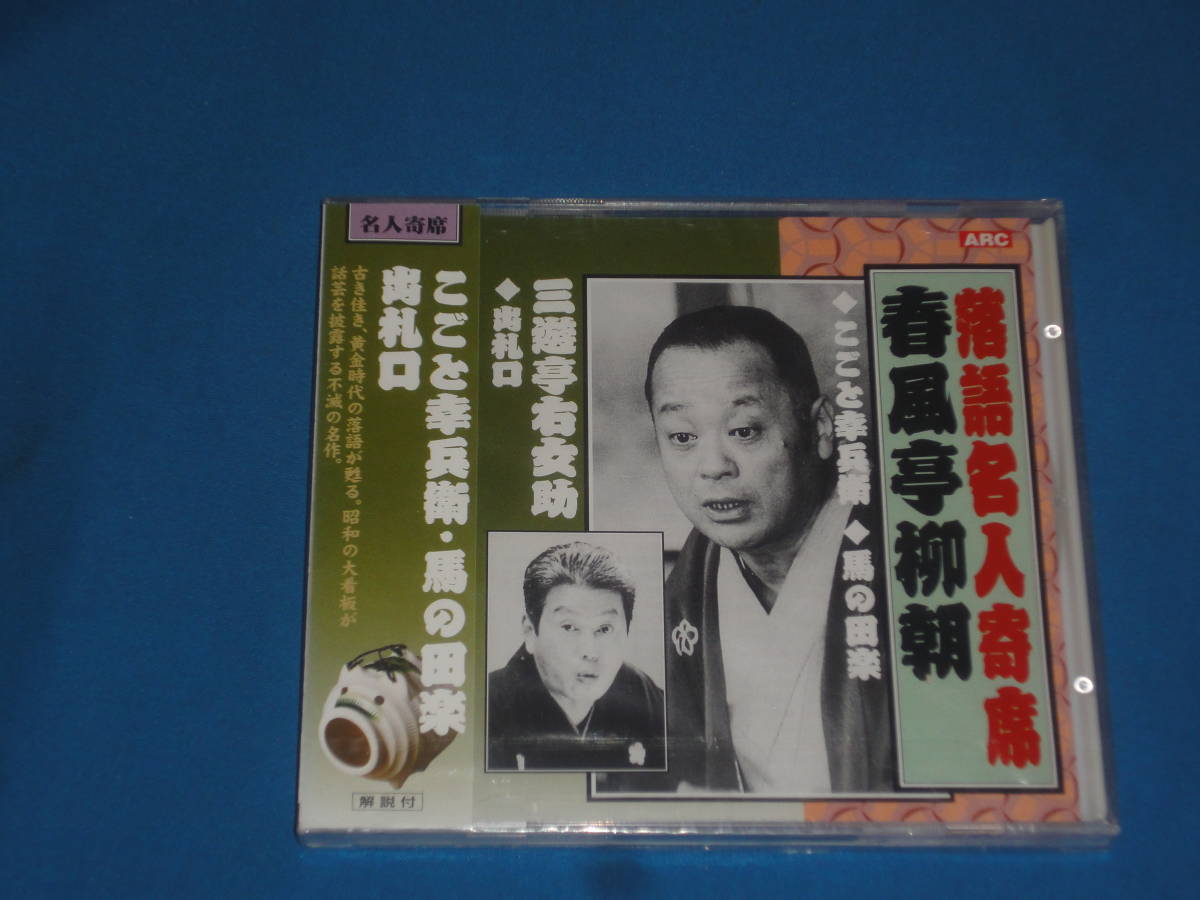 ARC
落語名人寄席
春風亭柳朝
◆こごと幸兵衛 ◆馬の田楽
三遊亭右女助
◆出札口
名人寄席
こごと幸兵衛・馬の田楽
出札口
古き佳き、黄金時代の落語が甦る。昭和の大看板が
話芸を披露する不滅の名作。
解説付